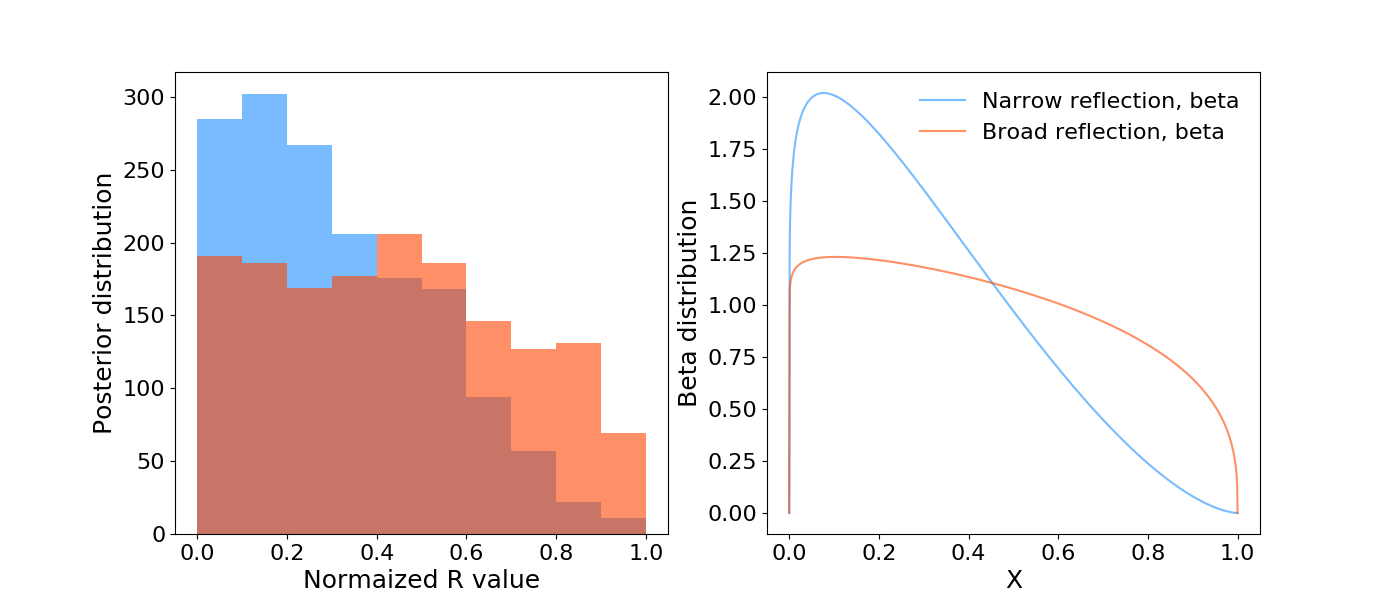 Posterior distribution
300
250
200
150
100
50
0
0.0 0.2 0.4 0.6 0.8 1.0
Normaized R value
Beta distribution
2.00
1.75
1.50
1.25
1.00
0.75
0.50
0.25
0.00
0.0 0.2 0.4 0.6 0.8 1.0
X
Narrow reflection, beta
Broad reflection, beta